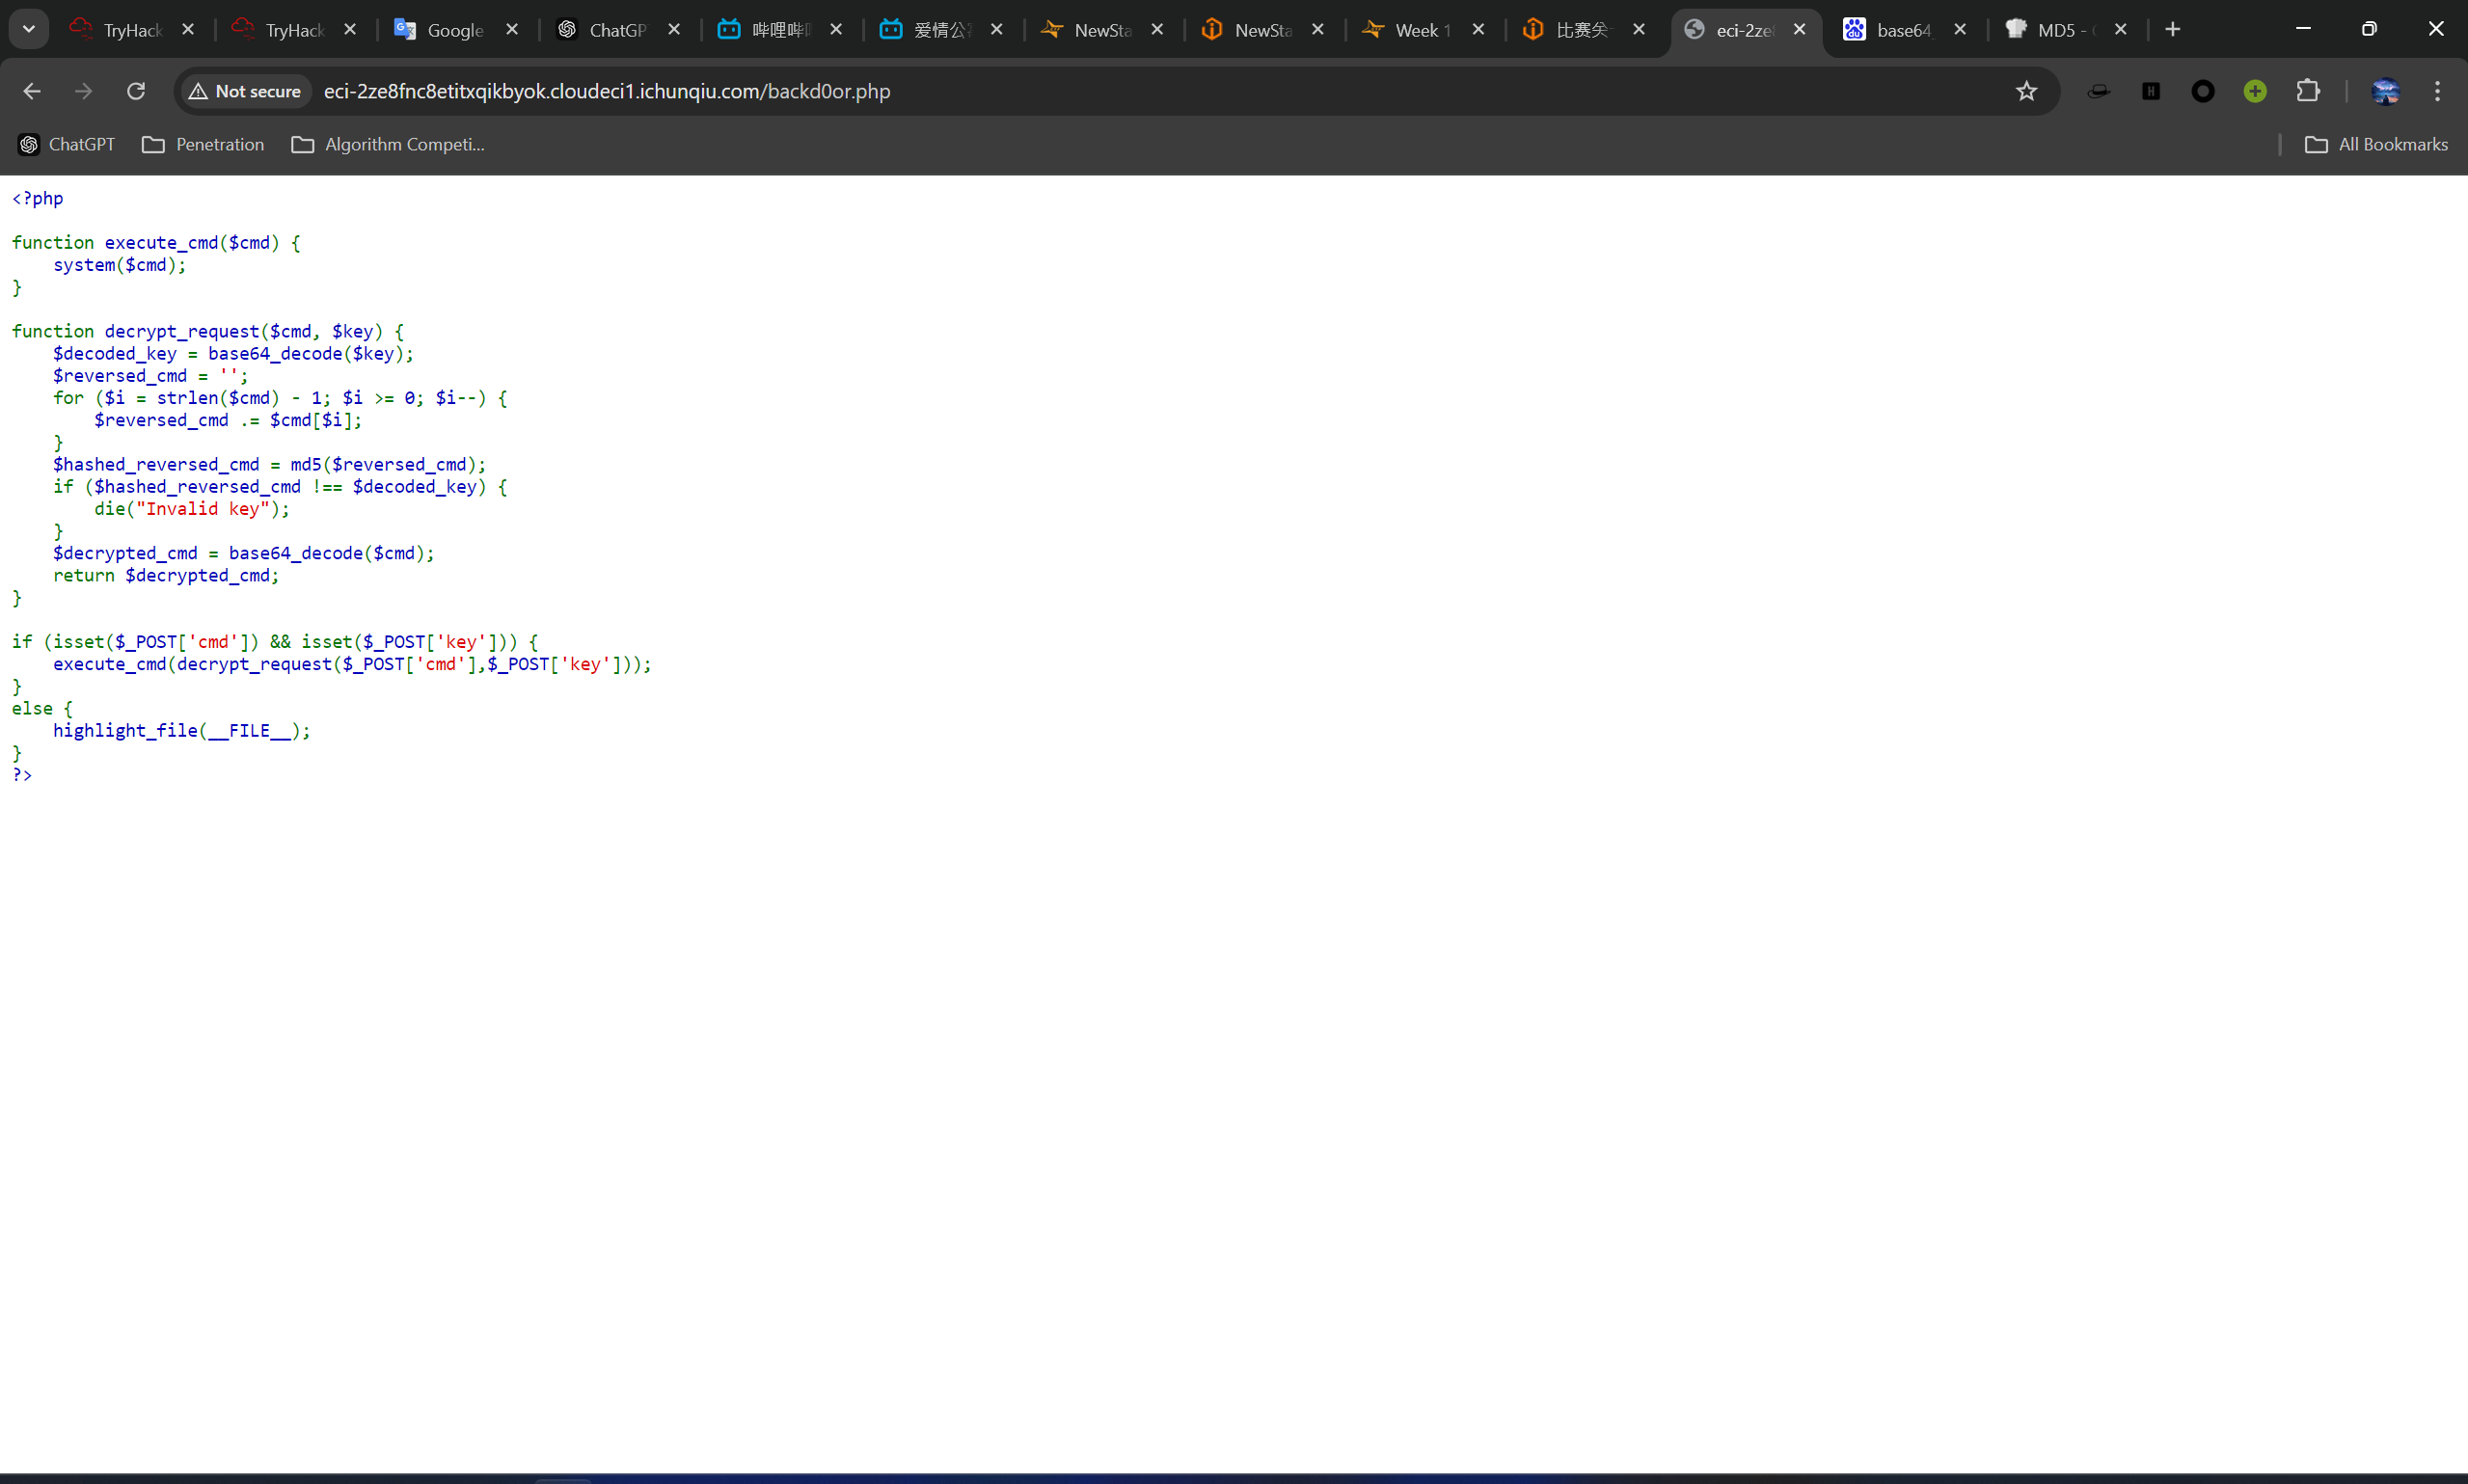 TryHack
TryHack
Google
ChatGP
哔哩哔
爱情公
NewSta
NewSta
Week 1
比赛
eci-2ze
base64
MD5 -
Not secure
eci-2ze8fnc8etitxqikbyok.cloudeci1.ichunqiu.com/backd0or.php
ChatGPT
Penetration
Algorithm Competi...
All Bookmarks
<?php
function execute_cmd($cmd) {
    system($cmd);
}
function decrypt_request($cmd, $key) {
    $decoded_key = base64_decode($key);
    $reversed_cmd = '';
    for ($i = strlen($cmd) - 1; $i >= 0; $i--) {
        $reversed_cmd .= $cmd[$i];
    }
    $hashed_reversed_cmd = md5($reversed_cmd);
    if ($hashed_reversed_cmd !== $decoded_key) {
        die("Invalid key");
    }
    $decrypted_cmd = base64_decode($cmd);
    return $decrypted_cmd;
}
if (isset($_POST['cmd']) && isset($_POST['key'])) {
    execute_cmd(decrypt_request($_POST['cmd'],$_POST['key']));
}
else {
    highlight_file(__FILE__);
}
?>